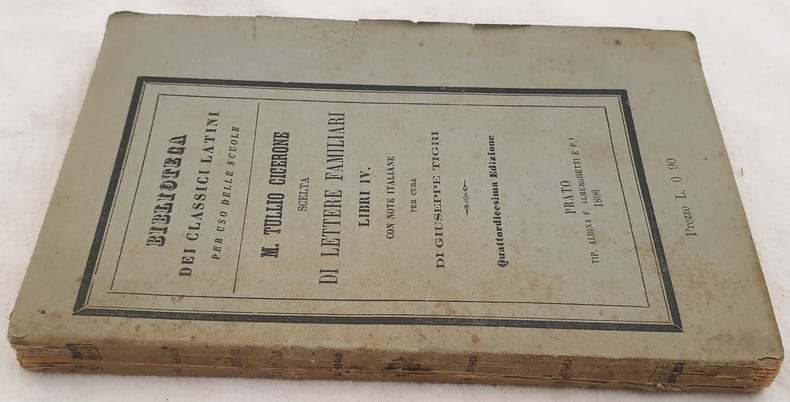 BIBLIOTECA
DEI CLASSICI LATINI
PER USO DELLE SCUOLE
M. TULLIO CICERONE
SCELTA
DI LETTERE FAMILIARI
LIBRI IV.
CON NOTE ITALIANE
PER CURA
DI GIUSEPPE TIGRI
Quattordicesima Edizione
PRATO
TIP. ALDINA F. ALBERGHETTI E F.i
1896
Prezzo L. 0 90